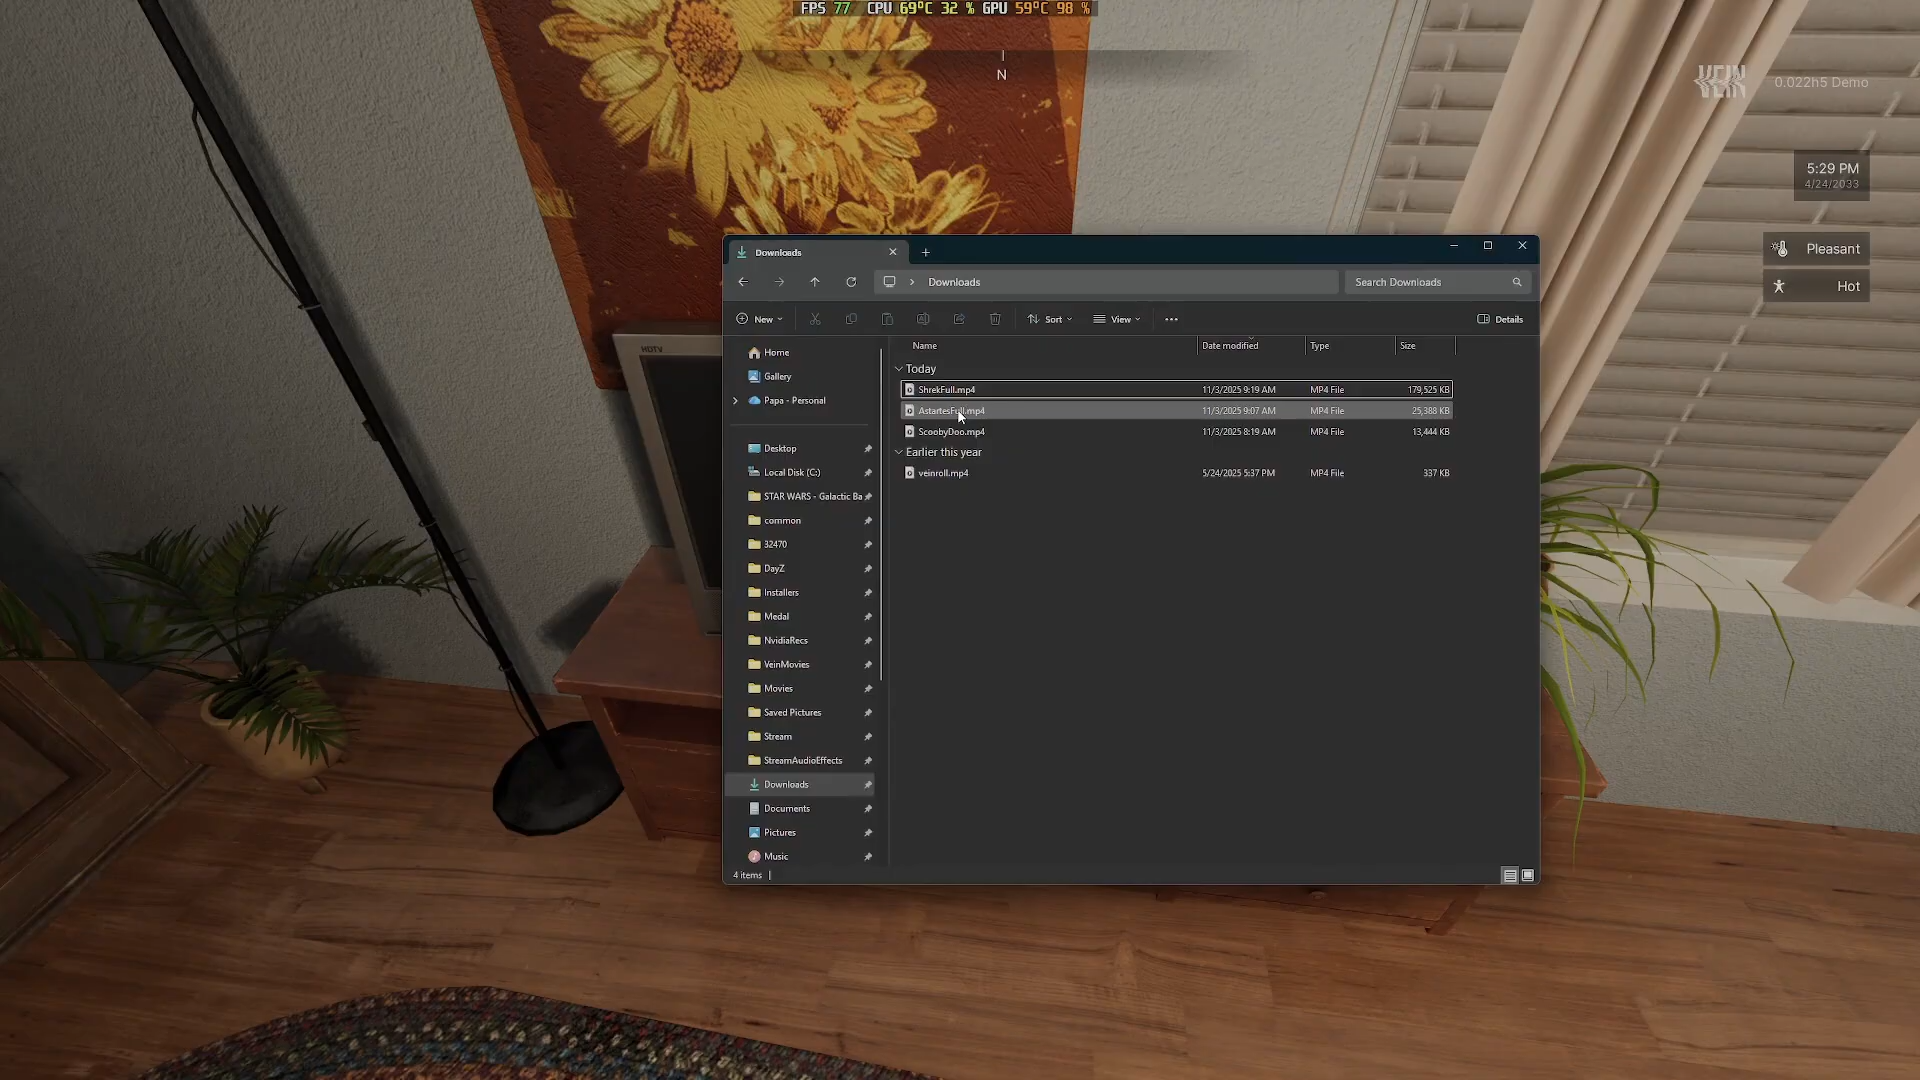 FPS 77 CPU 69°C 32 % GPU 59°C 98 %
N
VEIN 0.022h5 Demo
5:29 PM
4/24/2033
Pleasant
Hot
HDTV
Downloads
Downloads
Search Downloads
New
Sort
View
Details
Name Date modified Type Size
Today
ShrekFull.mp4 11/3/2025 9:19 AM MP4 File 179,525 KB
AstartesFull.mp4 11/3/2025 9:07 AM MP4 File 25,388 KB
ScoobyDoo.mp4 11/3/2025 8:19 AM MP4 File 13,444 KB
Earlier this year
veinroll.mp4 5/24/2025 5:37 PM MP4 File 337 KB
Home
Gallery
Papa - Personal
Desktop
Local Disk (C:)
STAR WARS - Galactic Ba
common
32470
DayZ
Installers
Medal
NvidiaRecs
VeinMovies
Movies
Saved Pictures
Stream
StreamAudioEffects
Downloads
Documents
Pictures
Music
4 items